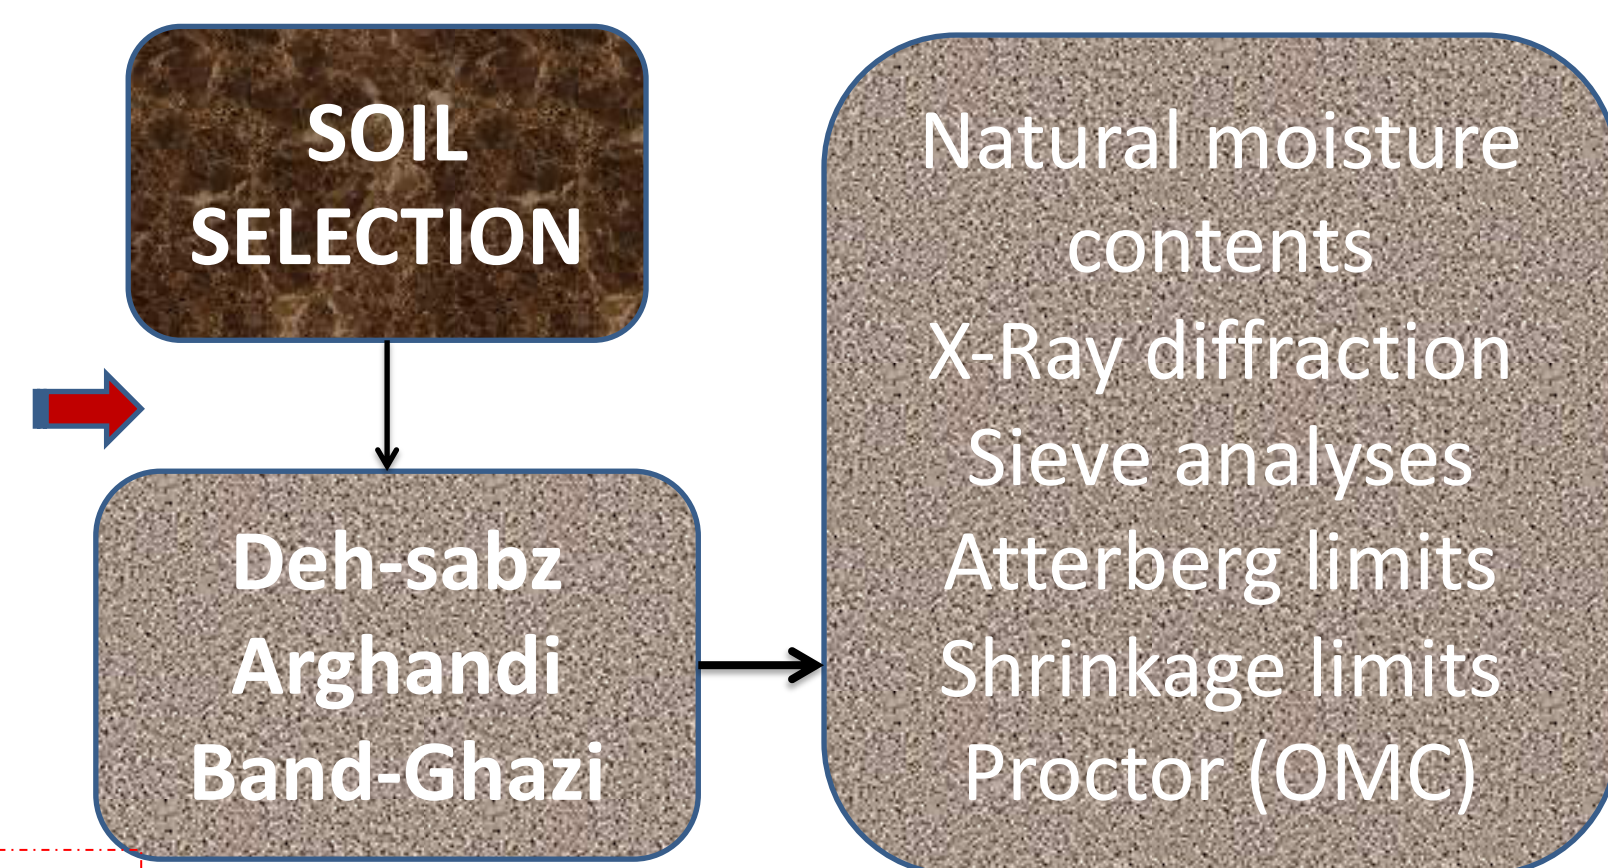 SOIL
SELECTION
Deh-sabz
Arghandi
Band-Ghazi
Natural moisture
contents
X-Ray diffraction
Sieve analyses
Atterberg limits
Shrinkage limits
Proctor (OMC)